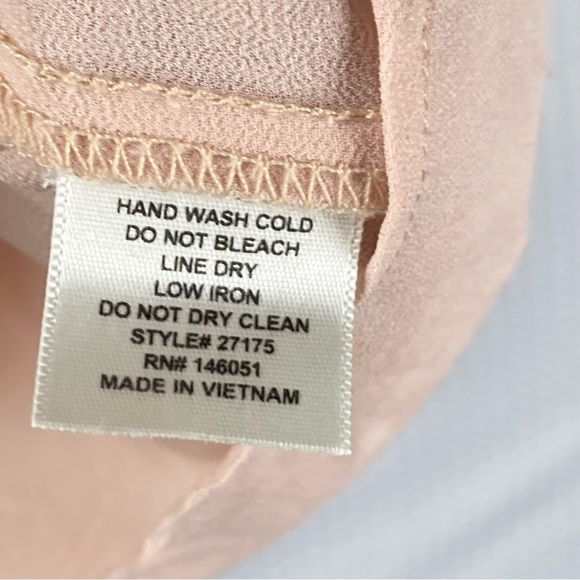 HAND WASH COLD
DO NOT BLEACH
LINE DRY
LOW IRON
DO NOT DRY CLEAN
STYLE# 27175
RN# 146051
MADE IN VIETNAM